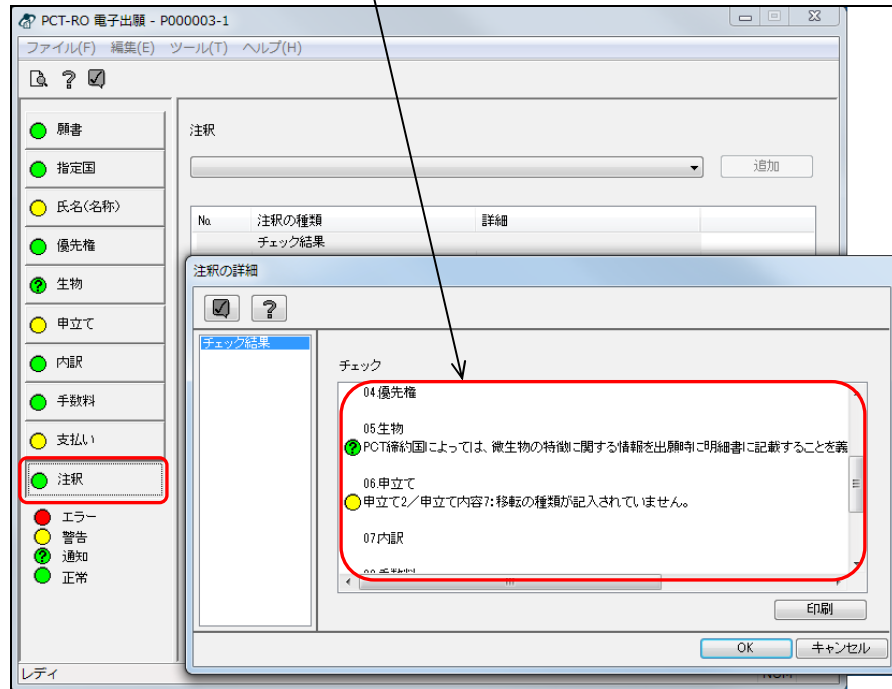 PCT-RO 電子出願 - P000003-1
ファイル(F) 編集(E) ツール(T) ヘルプ(H)
願書
指定国
氏名(名称)
優先権
生物
申立て
内訳
手数料
支払い
注釈
エラー
警告
通知
正常
注釈
追加
No. 注釈の種類 詳細
チェック結果
注釈の詳細
チェック結果
チェック
04.優先権
05.生物
PCT締約国によっては、微生物の特徴に関する情報を出願時に明細書に記載することを義
06.申立て
申立て2/申立て内容7:移転の種類が記入されていません。
07.内訳
印刷
OK キャンセル
レディ